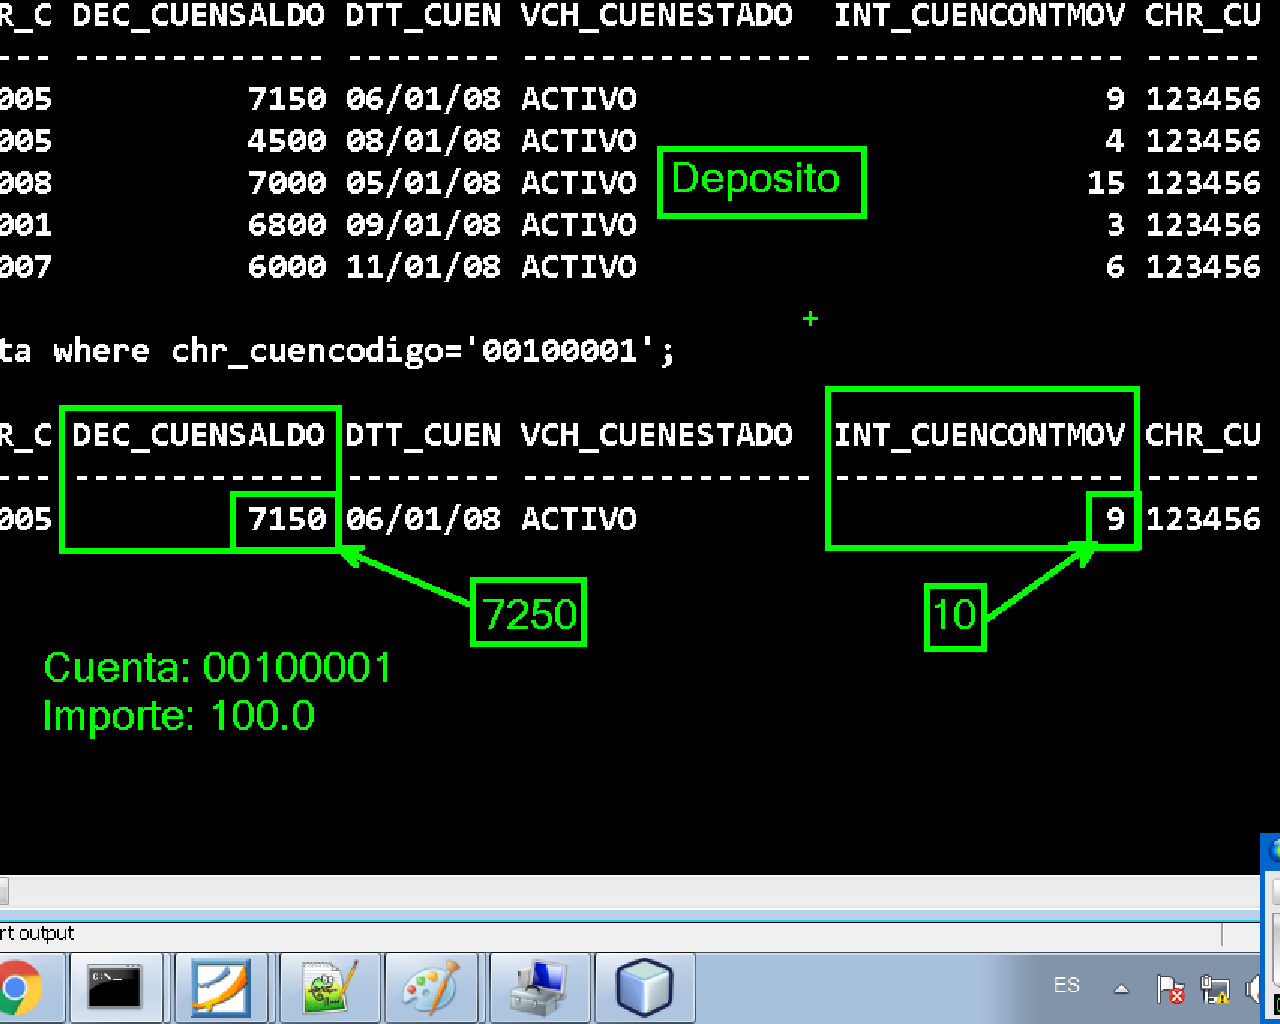 R_C DEC_CUENSALDO DTT_CUEN VCH_CUENESTADO INT_CUENCONTMOV CHR_CU
--- ------------- -------- --------------- --------------- ------
005 7150 06/01/08 ACTIVO 9 123456
005 4500 08/01/08 ACTIVO 4 123456
008 7000 05/01/08 ACTIVO 15 123456
Deposito
001 6800 09/01/08 ACTIVO 3 123456
007 6000 11/01/08 ACTIVO 6 123456
+
ta where chr_cuencodigo='00100001';
R_C DEC_CUENSALDO DTT_CUEN VCH_CUENESTADO INT_CUENCONTMOV CHR_CU
--- ------------- -------- --------------- --------------- ------
005 7150 06/01/08 ACTIVO 9 123456
7250 10
Cuenta: 00100001
Importe: 100.0
rt output
ES